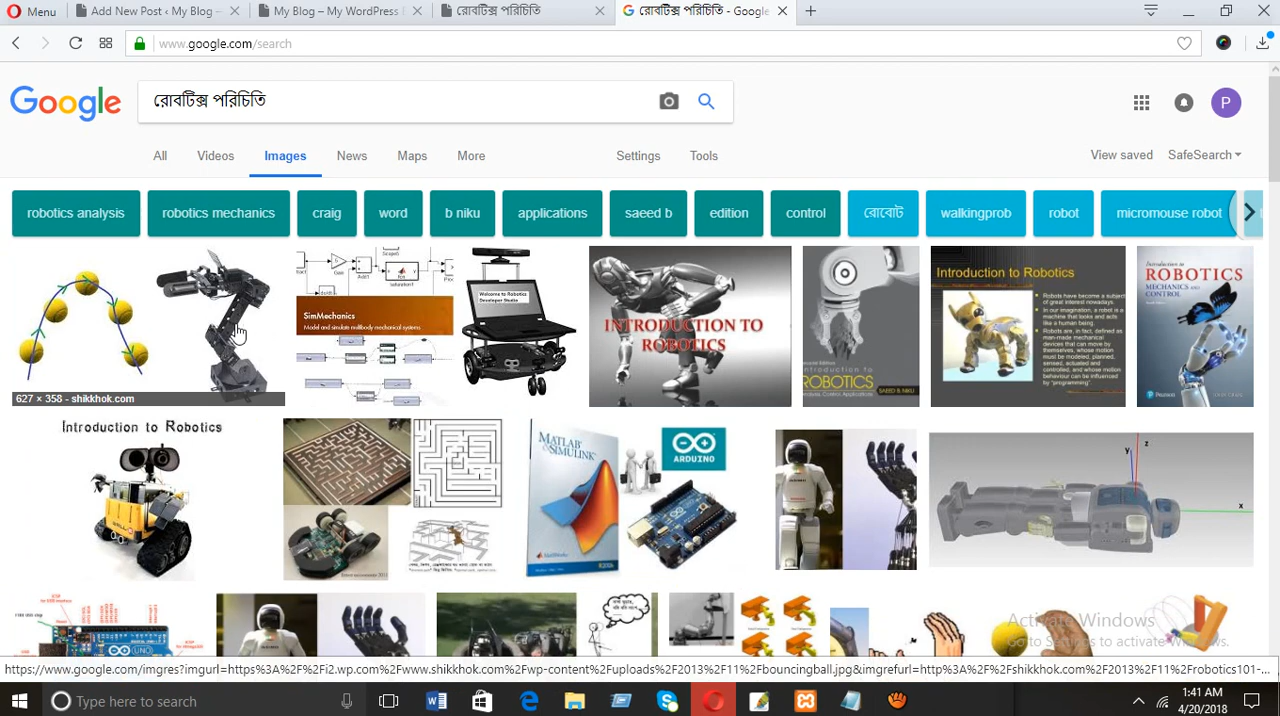 Menu
Add New Post ‹ My Blog –
My Blog – My WordPress
রোবটিক্স পরিচিতি
রোবটিক্স পরিচিতি - Google
www.google.com/search
Google
রোবটিক্স পরিচিতি
P
All
Videos
Images
News
Maps
More
Settings
Tools
View saved
SafeSearch
robotics analysis
robotics mechanics
craig
word
b niku
applications
saeed b
edition
control
রোবোট
walkingprob
robot
micromouse robot
627 × 358 - shikkhok.com
SimMechanics
Model and simulate multibody mechanical systems
Welcome to Robotics
Developer Studio
INTRODUCTION TO
ROBOTICS
Introduction to
ROBOTICS
SAEED B. NIKU
Introduction to Robotics
Robots have become a subject
of great interest nowadays.
In our imagination, a robot is a
machine that looks and acts
like a human being.
Robots are, in fact, defined as
man-made mechanical
devices that can move by
themselves, whose motion
must be modeled, planned,
sensed, actuated and
controlled, and whose motion
behaviour can be influenced
by "programming"
Introduction to
ROBOTICS
MECHANICS AND
CONTROL
Pearson
Introduction to Robotics
MATLAB
&SIMULINK
ARDUINO
y
z
x
UNO
Activate Windows
Go to Settings to activate Windows.
https://www.google.com/imgres?imgurl=https%3A%2F%2Fi2.wp.com%2Fwww.shikkhok.com%2Fwp-content%2Fuploads%2F2013%2F11%2Fbouncingball.jpg&imgrefurl=http%3A%2F%2Fshikkhok.com%2F2013%2F11%2Frobotics101-...
Type here to search
1:41 AM
4/20/2018